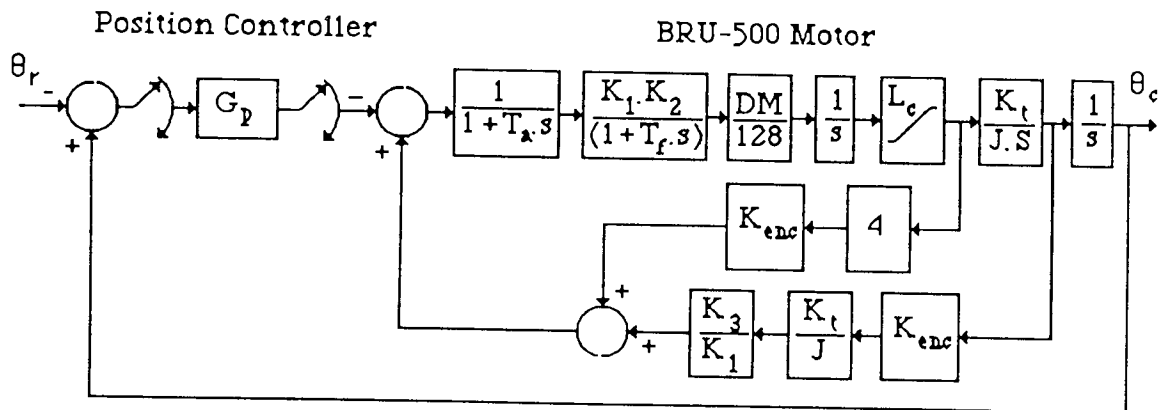 Position Controller
BRU-500 Motor
θr - + Gp - + 1 / 1 + Ta.s K1.K2 / (1 + Tf.s) DM / 128 1 / s Lc Kt / J.S 1 / s θc
Kenc 4
+ + K3 / K1 Kt / J Kenc